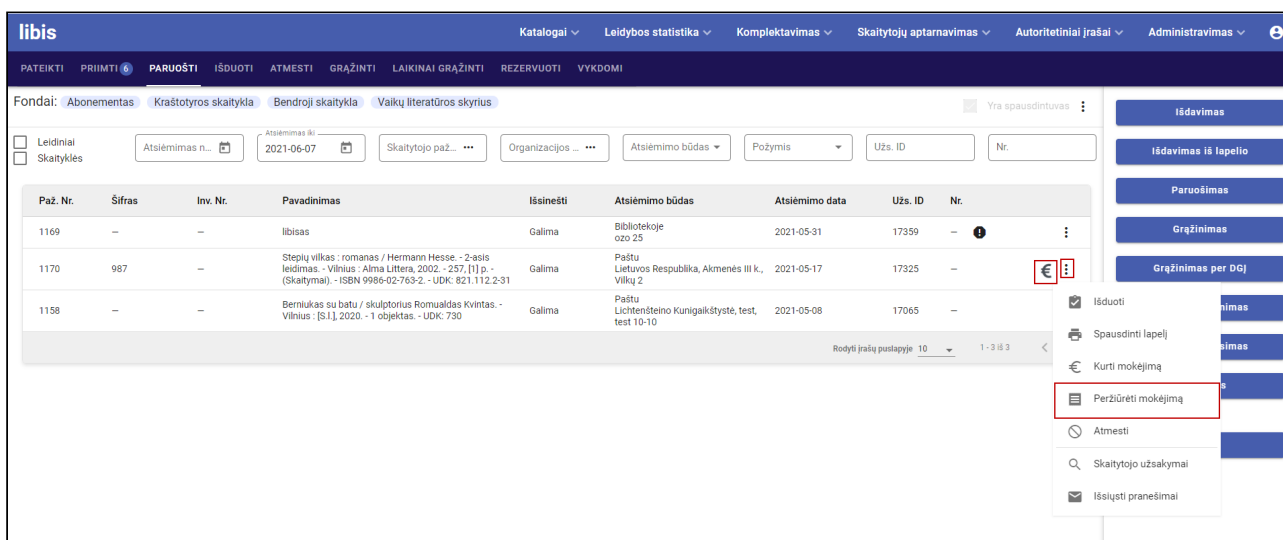 libis
Katalogai Leidybos statistika Komplektavimas Skaitytojų aptarnavimas Autoritetiniai įrašai Administravimas
PATEIKTI PRIIMTI 6 PARUOŠTI IŠDUOTI ATMESTI GRĄŽINTI LAIKINAI GRĄŽINTI REZERVUOTI VYKDOMI
Fondai: Abonementas Kraštotyros skaitykla Bendroji skaitykla Vaikų literatūros skyrius Yra spausdintuvas
Išdavimas
Leidiniai
Skaityklės
Atsiėmimas n...
Atsiėmimas iki
2021-06-07
Skaitytojo paž... ••• Organizacijos ... ••• Atsiėmimo būdas Požymis Užs. ID Nr.
Išdavimas iš lapelio
Paruošimas
Paž. Nr. Šifras Inv. Nr. Pavadinimas Išsinešti Atsiėmimo būdas Atsiėmimo data Užs. ID Nr.
1169 – – libisas Galima Bibliotekoje
ozo 25 2021-05-31 17359 –
Grąžinimas
Stepių vilkas : romanas / Hermann Hesse. - 2-asis
leidimas. - Vilnius : Alma Littera, 2002. - 257, [1] p. -
(Skaitymai). - ISBN 9986-02-763-2. - UDK: 821.112.2-31
1170 987 – Galima Paštu
Lietuvos Respublika, Akmenės III k.,
Vilkų 2 2021-05-17 17325 – €
Grąžinimas per DGĮ
1158 – – Berniukas su batu / skulptorius Romualdas Kvintas. -
Vilnius : [S.l.], 2020. - 1 objektas. - UDK: 730
Galima Paštu
Lichtenšteino Kunigaikštystė, test,
test 10-10 2021-05-08 17065 –
Rodyti įrašų puslapyje 10 1 - 3 iš 3
Išduoti
Spausdinti lapelį
Kurti mokėjimą
Peržiūrėti mokėjimą
Atmesti
Skaitytojo užsakymai
Išsiųsti pranešimai